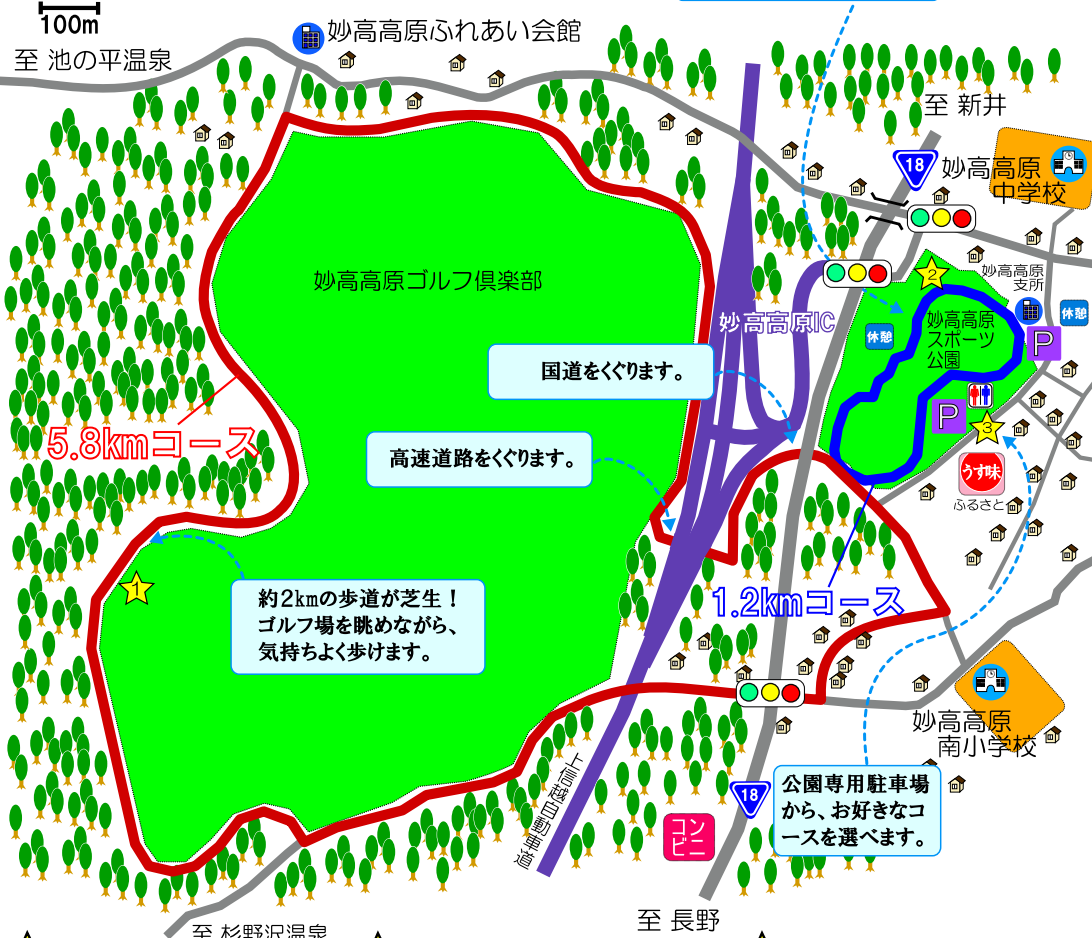 100m
至 池の平温泉
妙高高原ふれあい会館
至 新井
18
妙高高原
中学校
妙高高原ゴルフ倶楽部
妙高高原IC
2
妙高高原
支所
休憩
休憩
妙高高原
スポーツ
公園
P
P
国道をくぐります。
5.8kmコース
高速道路をくぐります。
3
うす味
ふるさと
1
約2kmの歩道が芝生！
ゴルフ場を眺めながら、
気持ちよく歩けます。
1.2kmコース
妙高高原
南小学校
上信越自動車道
18
公園専用駐車場
から、お好きなコ
ースを選べます。
コン
ビニ
至 長野
至 杉野沢温泉